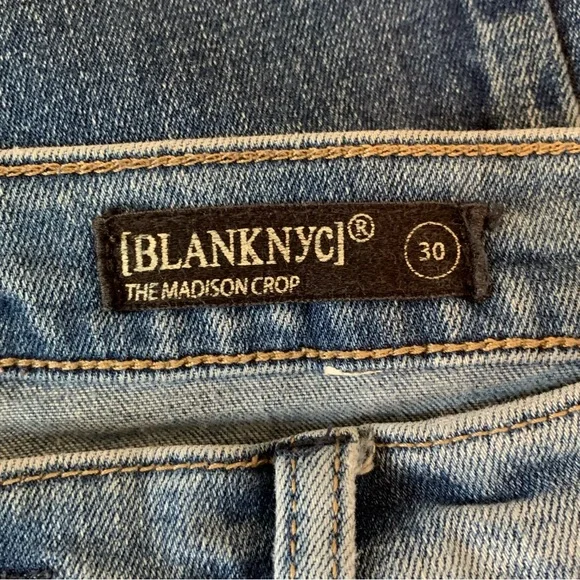 [BLANKNYC]®
THE MADISON CROP
30